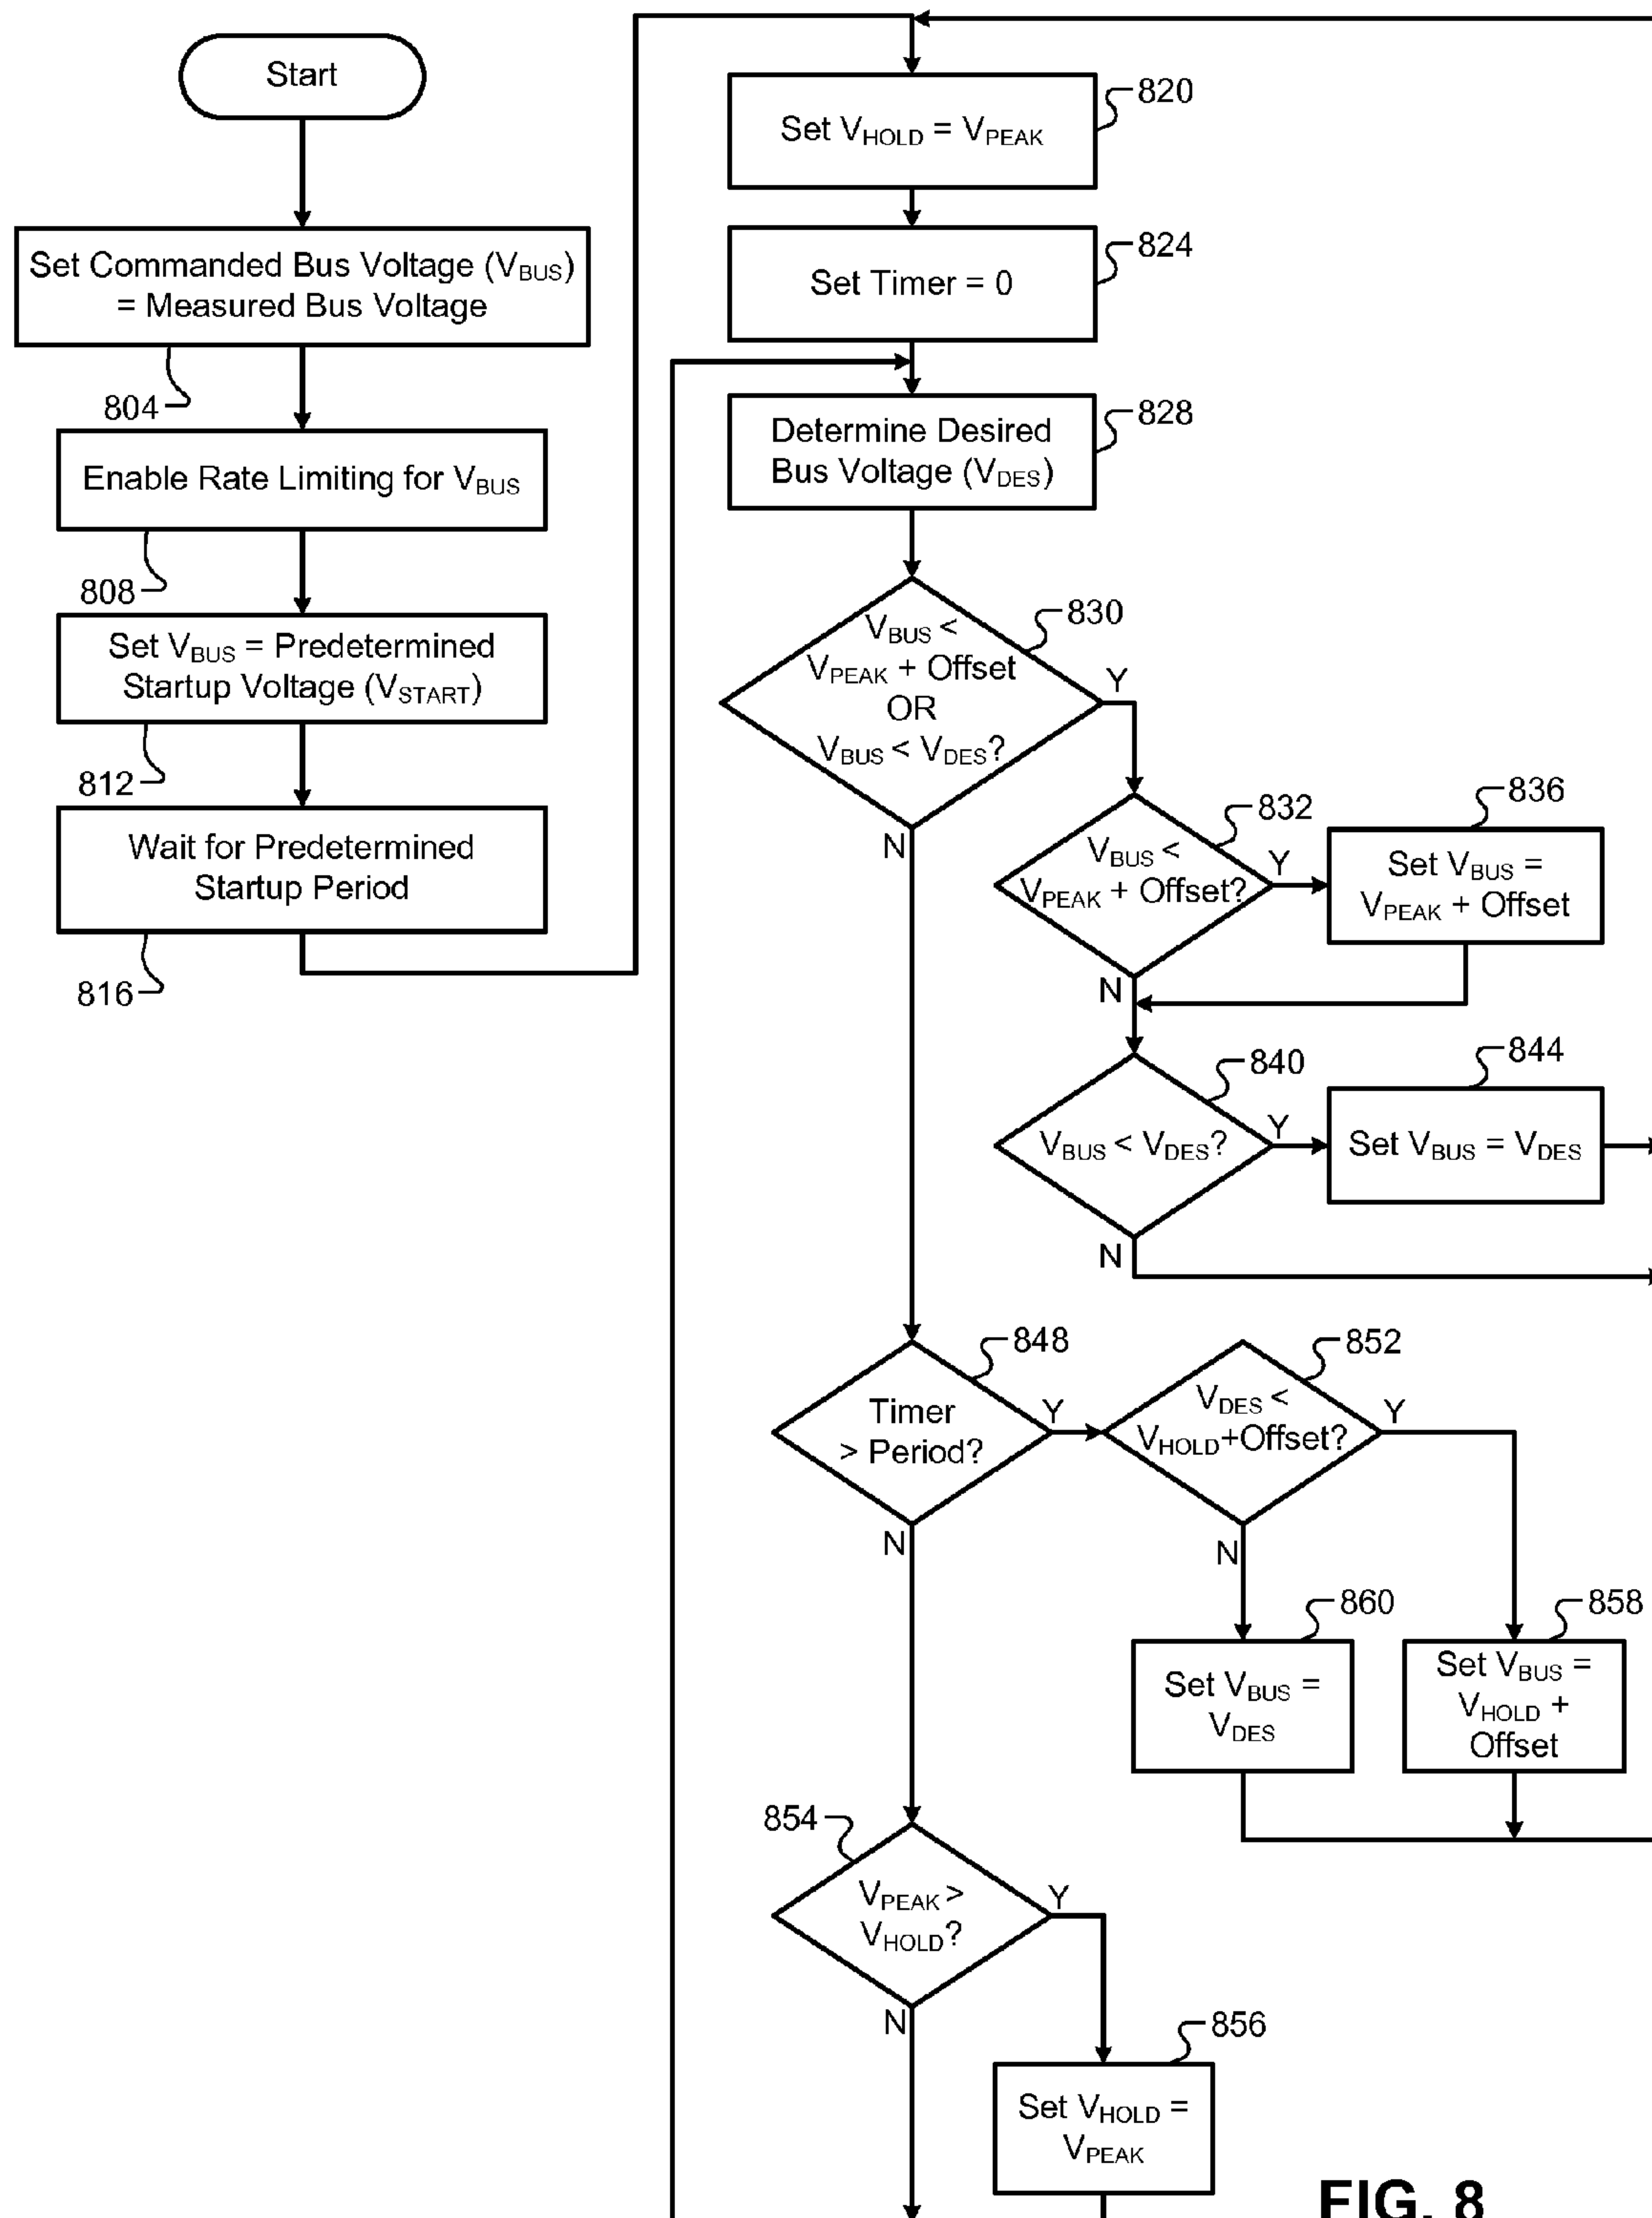 Start
Set Commanded Bus Voltage (VBUS)
= Measured Bus Voltage
804
Enable Rate Limiting for VBUS
808
Set VBUS = Predetermined
Startup Voltage (VSTART)
812
Wait for Predetermined
Startup Period
816
820
Set VHOLD = VPEAK
824
Set Timer = 0
828
Determine Desired
Bus Voltage (VDES)
830
VBUS <
VPEAK + Offset
OR
VBUS < VDES?
Y
N
832
VBUS <
VPEAK + Offset?
Y
N
836
Set VBUS =
VPEAK + Offset
840
VBUS < VDES?
Y
N
844
Set VBUS = VDES
848
Timer
> Period?
Y
N
852
VDES <
VHOLD+Offset?
Y
N
860
Set VBUS =
VDES
858
Set VBUS =
VHOLD +
Offset
854
VPEAK >
VHOLD?
Y
N
856
Set VHOLD =
VPEAK
FIG. 8